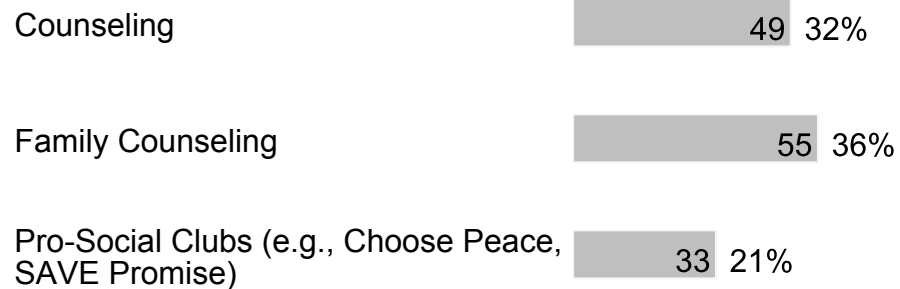 Counseling 49 32%
Family Counseling 55 36%
Pro-Social Clubs (e.g., Choose Peace,
SAVE Promise) 33 21%